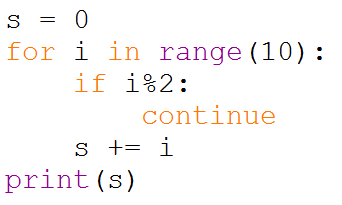 s = 0
for i in range(10):
    if i%2:
        continue
    s += i
print(s)